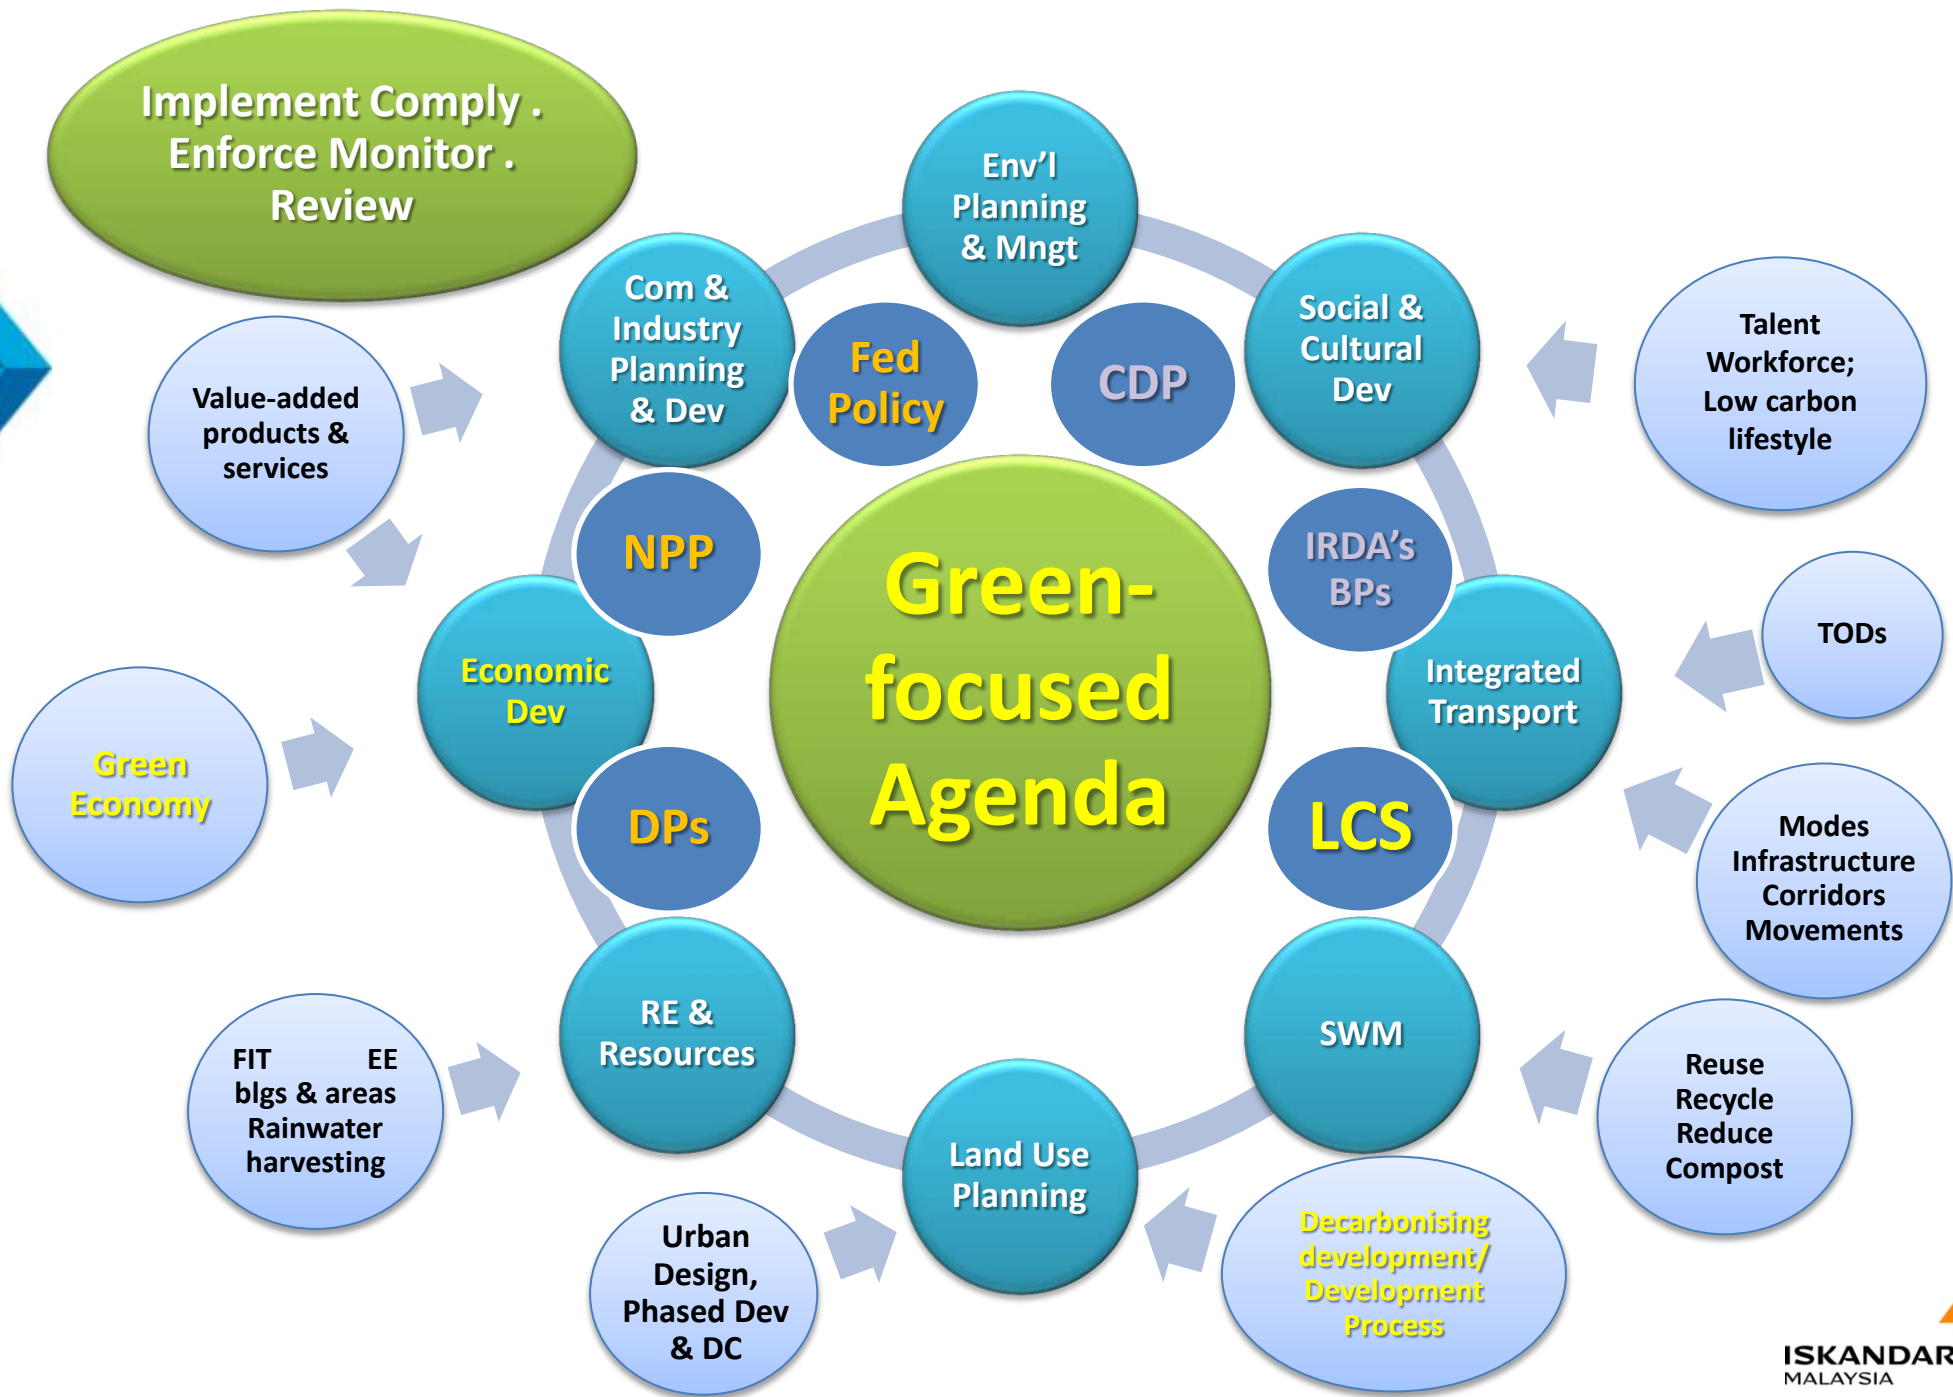 Implement Comply .
Enforce Monitor .
Review
Env'l
Planning
& Mngt
Com &
Industry
Planning
& Dev
Fed
Policy
CDP
Social &
Cultural
Dev
Talent
Workforce;
Low carbon
lifestyle
Value-added
products &
services
NPP
Green-
focused
Agenda
IRDA's
BPs
TODs
Economic
Dev
Integrated
Transport
Green
Economy
DPs
LCS
Modes
Infrastructure
Corridors
Movements
RE &
Resources
SWM
FIT EE
blgs & areas
Rainwater
harvesting
Reuse
Recycle
Reduce
Compost
Land Use
Planning
Urban
Design,
Phased Dev
& DC
Decarbonising
development/
Development
Process
ISKANDAR
MALAYSIA